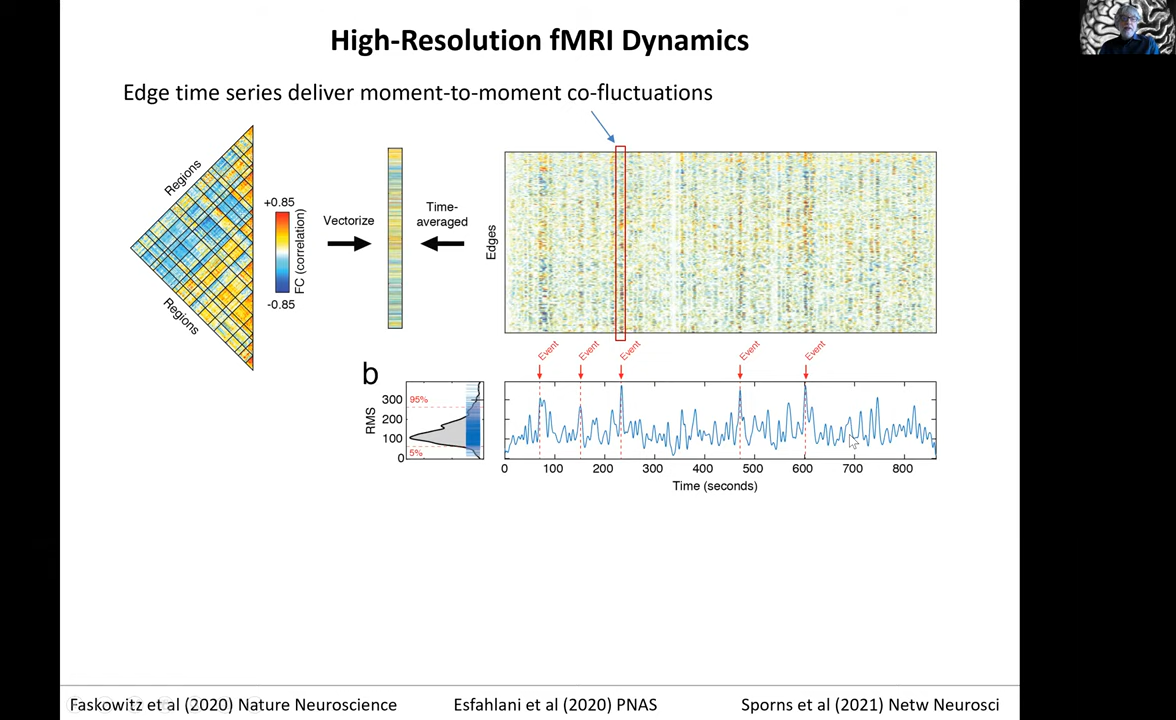 High-Resolution fMRI Dynamics
Edge time series deliver moment-to-moment co-fluctuations
Regions
Regions
+0.85
-0.85
FC (correlation)
Vectorize
Time-
averaged
Edges
Event
Event
Event
Event
Event
b
RMS
300
200
100
0
95%
5%
0 100 200 300 400 500 600 700 800
Time (seconds)
Faskowitz et al (2020) Nature Neuroscience
Esfahlani et al (2020) PNAS
Sporns et al (2021) Netw Neurosci